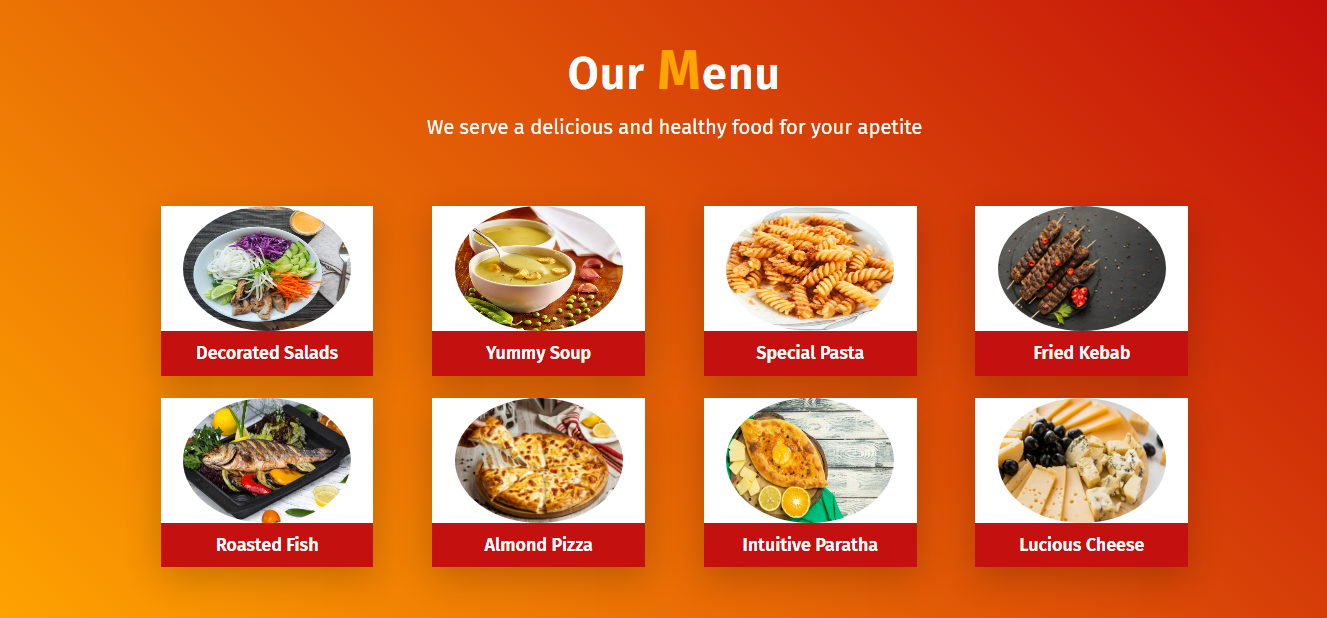 Our Menu
We serve a delicious and healthy food for your apetite
Decorated Salads
Yummy Soup
Special Pasta
Fried Kebab
Roasted Fish
Almond Pizza
Intuitive Paratha
Lucious Cheese